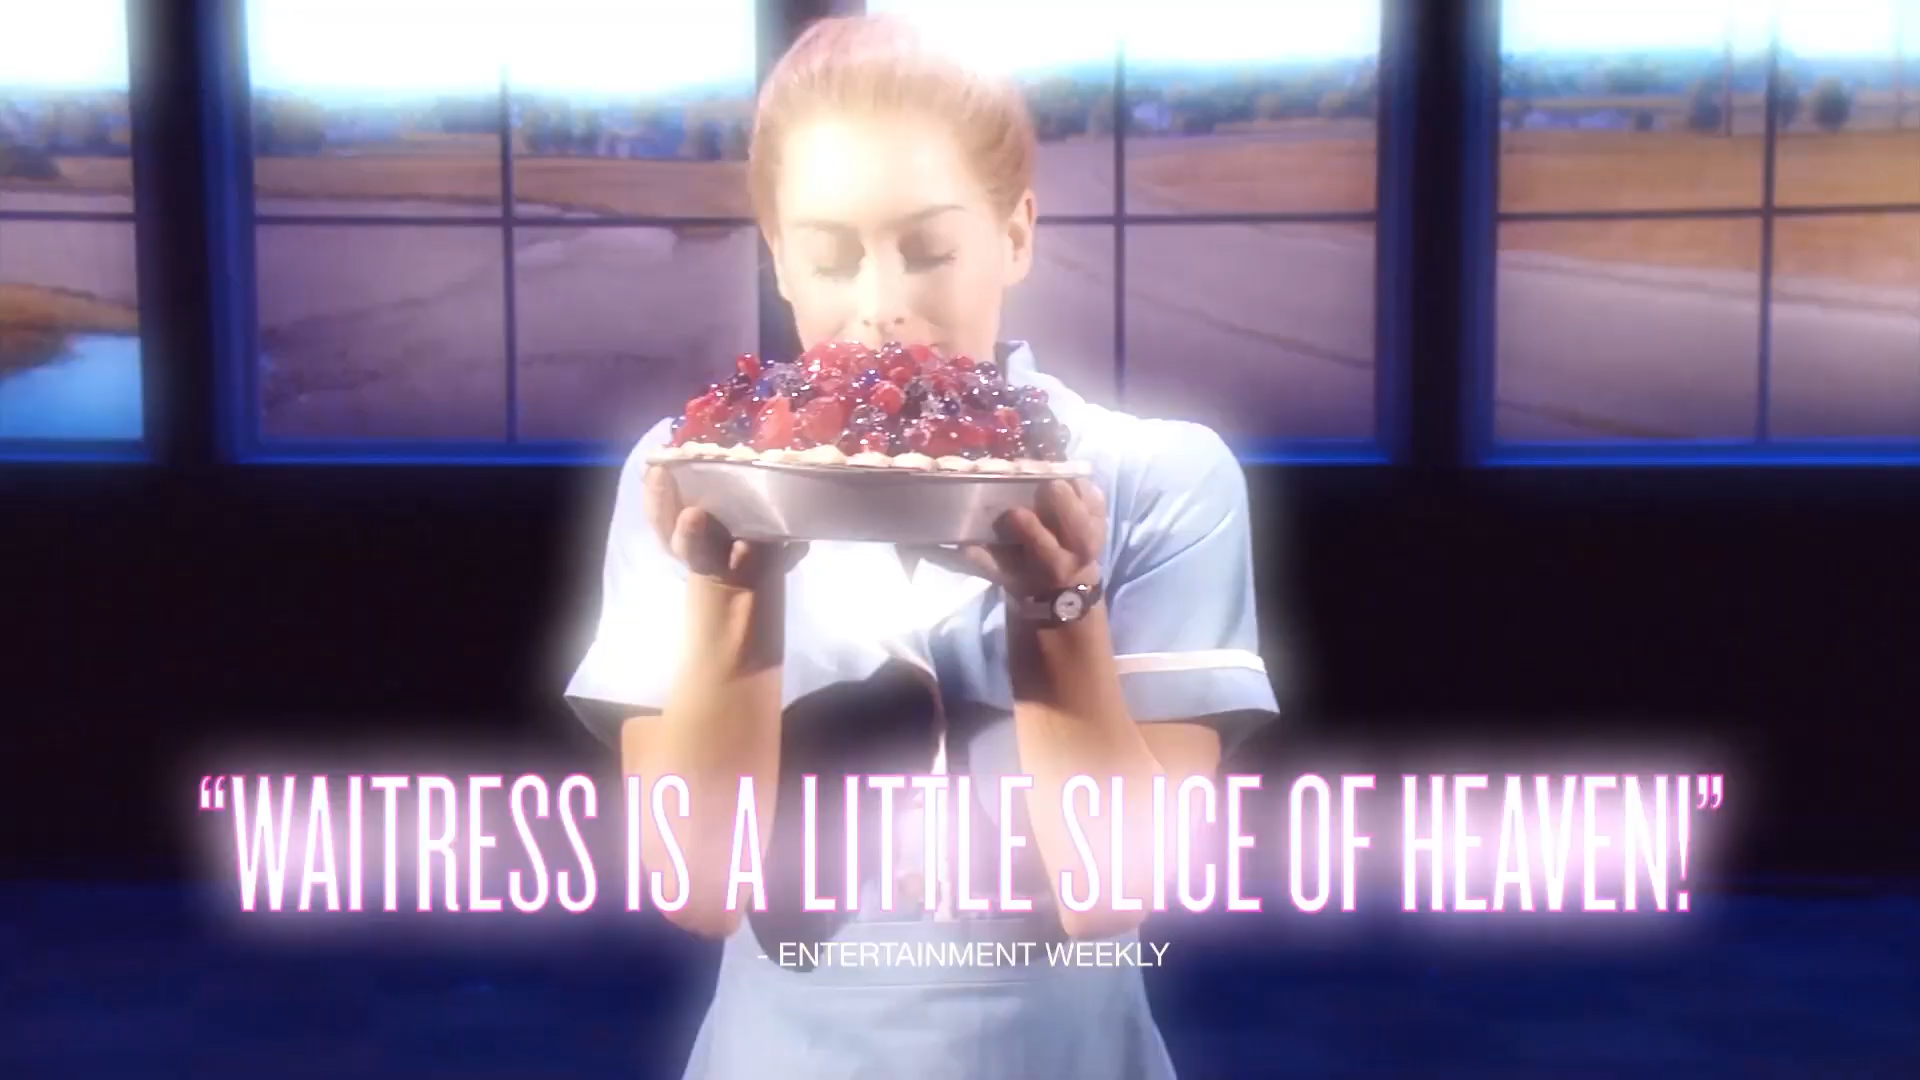 “WAITRESS IS A LITTLE SLICE OF HEAVEN!”
- ENTERTAINMENT WEEKLY